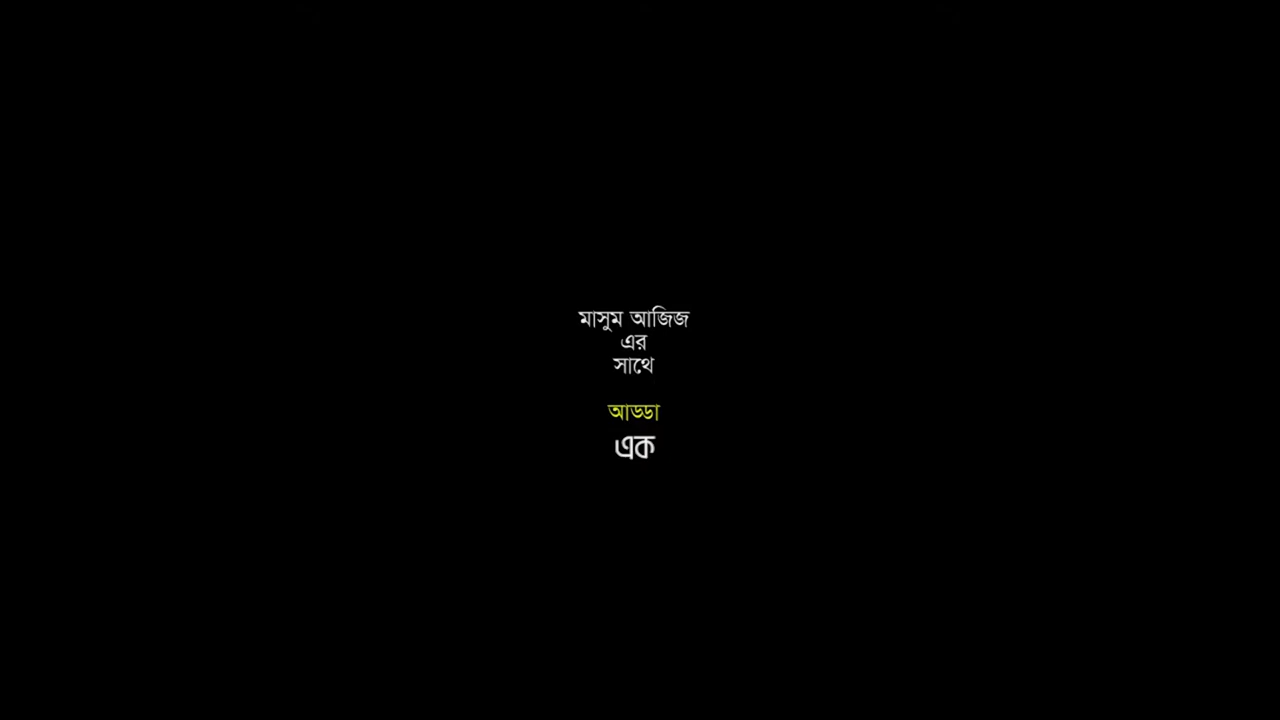 মাসুম আজিজ
এর
সাথে
আড্ডা
এক